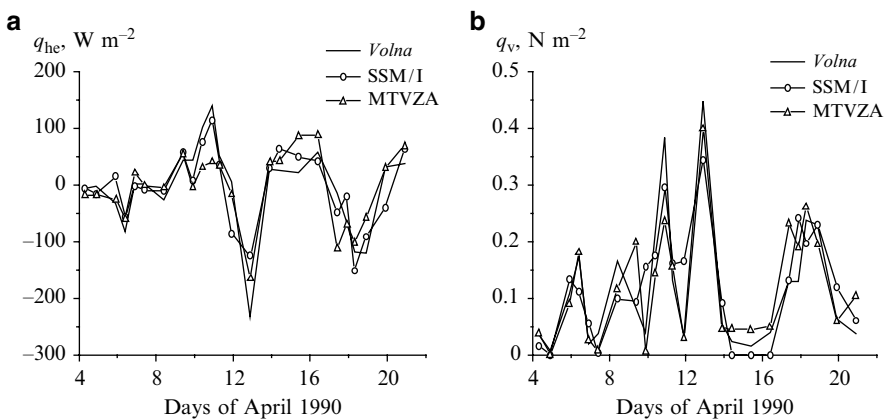 a
q_he, W m⁻²
Volna
SSM/I
MTVZA
200
100
0
−100
−200
−300
4 8 12 16 20
Days of April 1990
b
q_v, N m⁻²
Volna
SSM/I
MTVZA
0.5
0.4
0.3
0.2
0.1
0
4 8 12 16 20
Days of April 1990